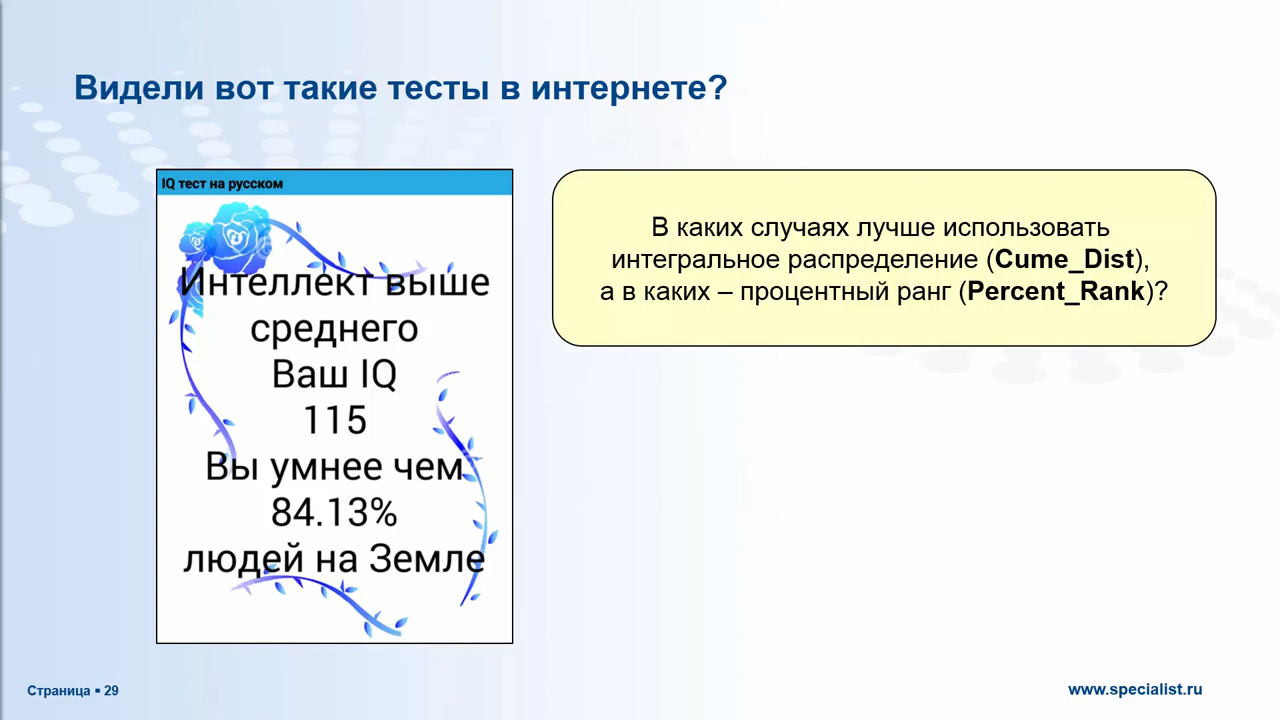 Видели вот такие тесты в интернете?
IQ тест на русском
Интеллект выше
среднего
Ваш IQ
115
Вы умнее чем
84.13%
людей на Земле
В каких случаях лучше использовать
интегральное распределение (Cume_Dist),
а в каких – процентный ранг (Percent_Rank)?
Страница ▪ 29
www.specialist.ru